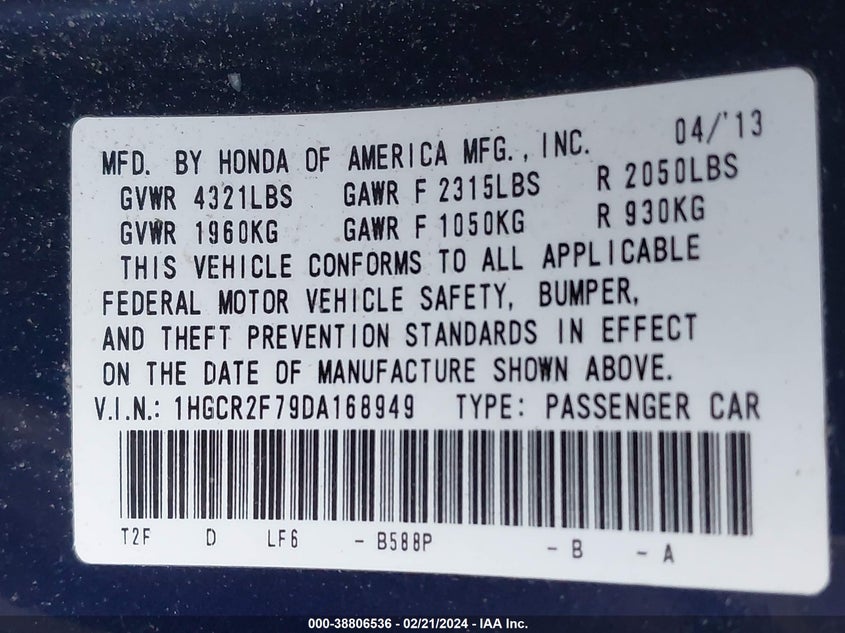 04/'13
MFD. BY HONDA OF AMERICA MFG., INC.
GVWR 4321LBS GAWR F 2315LBS R 2050LBS
GVWR 1960KG GAWR F 1050KG R 930KG
THIS VEHICLE CONFORMS TO ALL APPLICABLE
FEDERAL MOTOR VEHICLE SAFETY, BUMPER,
AND THEFT PREVENTION STANDARDS IN EFFECT
ON THE DATE OF MANUFACTURE SHOWN ABOVE.
V.I.N.: 1HGCR2F79DA168949 TYPE: PASSENGER CAR
T2F D LF6 - B588P - B - A
000-38806536 - 02/21/2024 - IAA Inc.